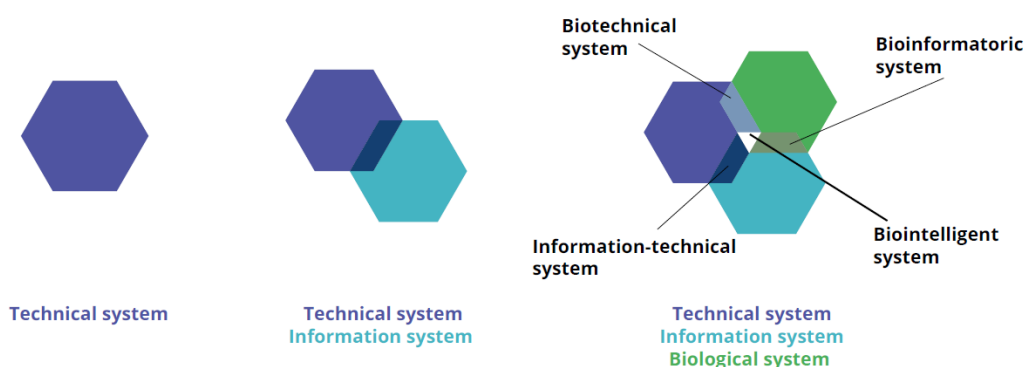 Biotechnical
system
Bioinformatoric
system
Information-technical
system
Biointelligent
system
Technical system
Technical system
Information system
Technical system
Information system
Biological system